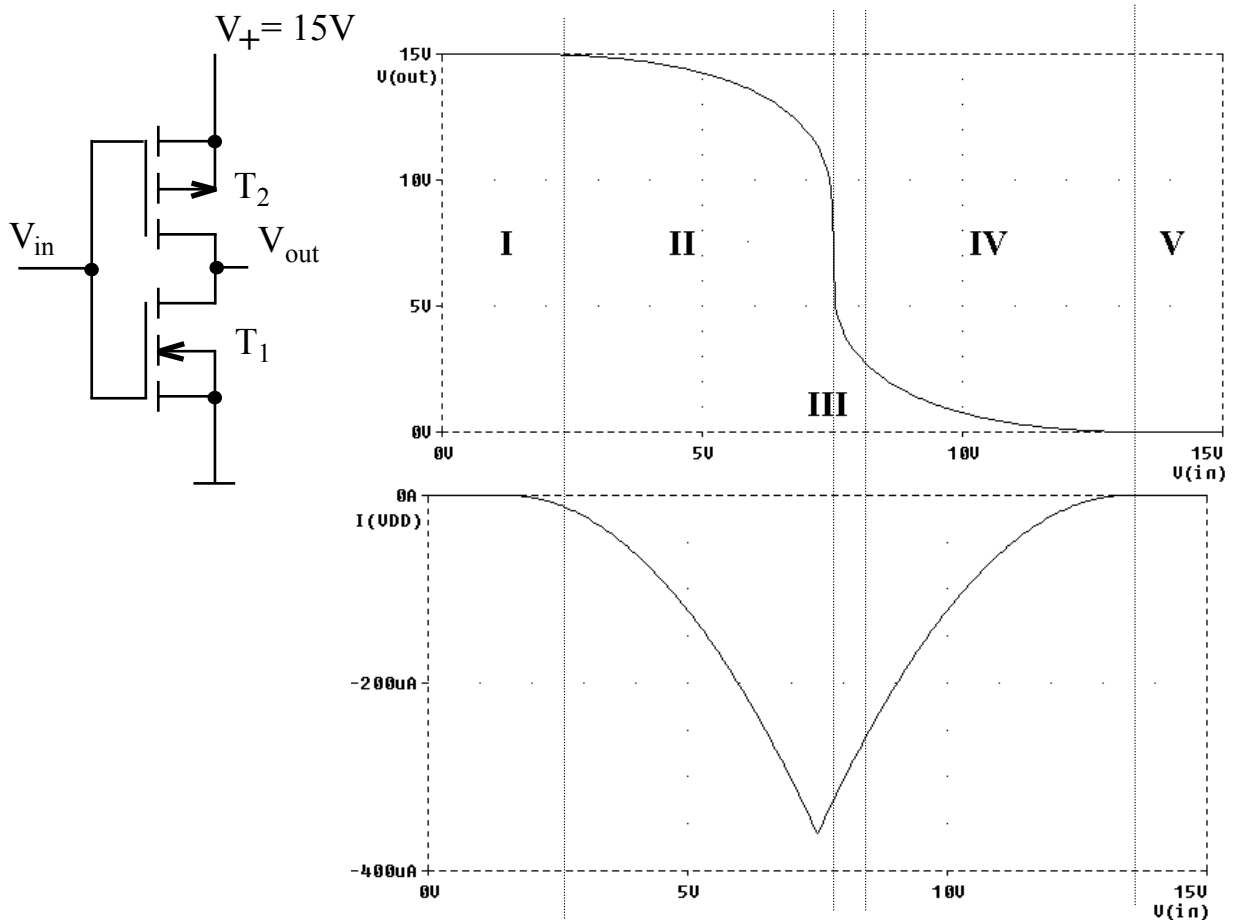 V+ = 15V
T2
Vin
Vout
T1
15V
V(out)
10V
5V
0V
I
II
III
IV
V
0V
5V
10V
15V
V(in)
0A
I(VDD)
-200uA
-400uA
0V
5V
10V
15V
V(in)